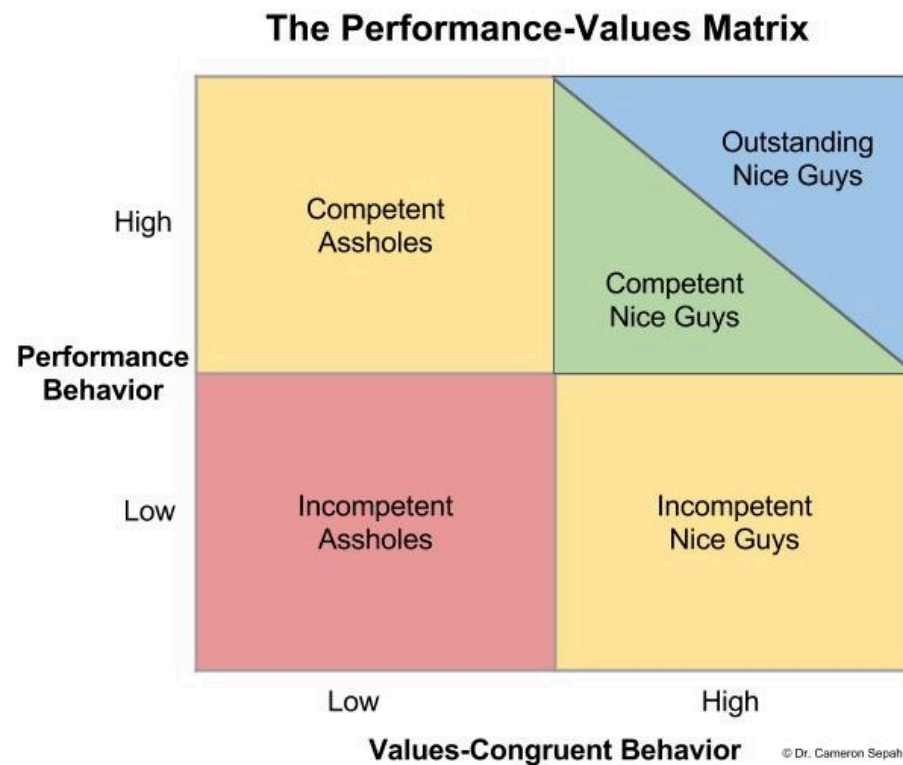 The Performance-Values Matrix
Outstanding
Nice Guys
Competent
Assholes
High
Competent
Nice Guys
Performance
Behavior
Incompetent
Assholes
Incompetent
Nice Guys
Low
Low
High
Values-Congruent Behavior
© Dr. Cameron Sepah